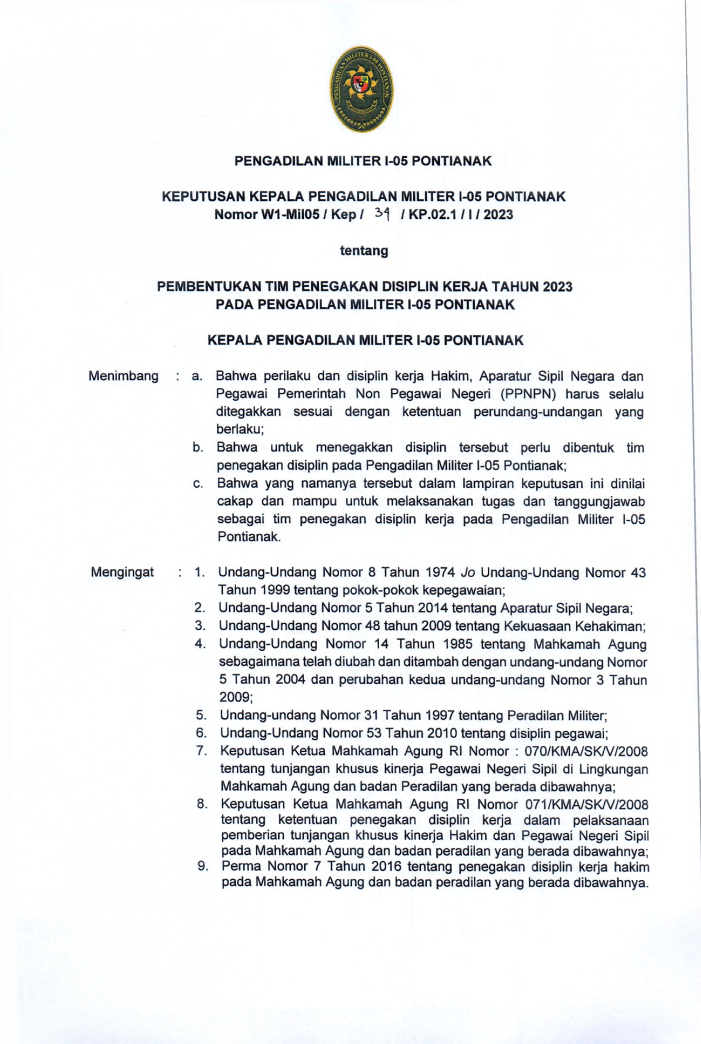 PENGADILAN MILITER I-05 PONTIANAK
KEPUTUSAN KEPALA PENGADILAN MILITER I-05 PONTIANAK
Nomor W1-Mil05 / Kep / 39 / KP.02.1 / I / 2023
tentang
PEMBENTUKAN TIM PENEGAKAN DISIPLIN KERJA TAHUN 2023
PADA PENGADILAN MILITER I-05 PONTIANAK
KEPALA PENGADILAN MILITER I-05 PONTIANAK
Menimbang : a. Bahwa perilaku dan disiplin kerja Hakim, Aparatur Sipil Negara dan
Pegawai Pemerintah Non Pegawai Negeri (PPNPN) harus selalu
ditegakkan sesuai dengan ketentuan perundang-undangan yang
berlaku;
b. Bahwa untuk menegakkan disiplin tersebut perlu dibentuk tim
penegakan disiplin pada Pengadilan Militer I-05 Pontianak;
c. Bahwa yang namanya tersebut dalam lampiran keputusan ini dinilai
cakap dan mampu untuk melaksanakan tugas dan tanggungjawab
sebagai tim penegakan disiplin kerja pada Pengadilan Militer I-05
Pontianak.
Mengingat : 1. Undang-Undang Nomor 8 Tahun 1974 Jo Undang-Undang Nomor 43
Tahun 1999 tentang pokok-pokok kepegawaian;
2. Undang-Undang Nomor 5 Tahun 2014 tentang Aparatur Sipil Negara;
3. Undang-Undang Nomor 48 tahun 2009 tentang Kekuasaan Kehakiman;
4. Undang-Undang Nomor 14 Tahun 1985 tentang Mahkamah Agung
sebagaimana telah diubah dan ditambah dengan undang-undang Nomor
5 Tahun 2004 dan perubahan kedua undang-undang Nomor 3 Tahun
2009;
5. Undang-undang Nomor 31 Tahun 1997 tentang Peradilan Militer;
6. Undang-Undang Nomor 53 Tahun 2010 tentang disiplin pegawai;
7. Keputusan Ketua Mahkamah Agung RI Nomor : 070/KMA/SK/V/2008
tentang tunjangan khusus kinerja Pegawai Negeri Sipil di Lingkungan
Mahkamah Agung dan badan Peradilan yang berada dibawahnya;
8. Keputusan Ketua Mahkamah Agung RI Nomor 071/KMA/SK/V/2008
tentang ketentuan penegakan disiplin kerja dalam pelaksanaan
pemberian tunjangan khusus kinerja Hakim dan Pegawai Negeri Sipil
pada Mahkamah Agung dan badan peradilan yang berada dibawahnya;
9. Perma Nomor 7 Tahun 2016 tentang penegakan disiplin kerja hakim
pada Mahkamah Agung dan badan peradilan yang berada dibawahnya.